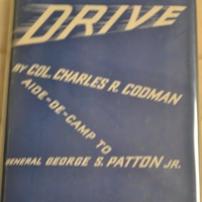 DRIVE
BY COL. CHARLES R. CODMAN
AIDE-DE-CAMP TO
GENERAL GEORGE S. PATTON JR.